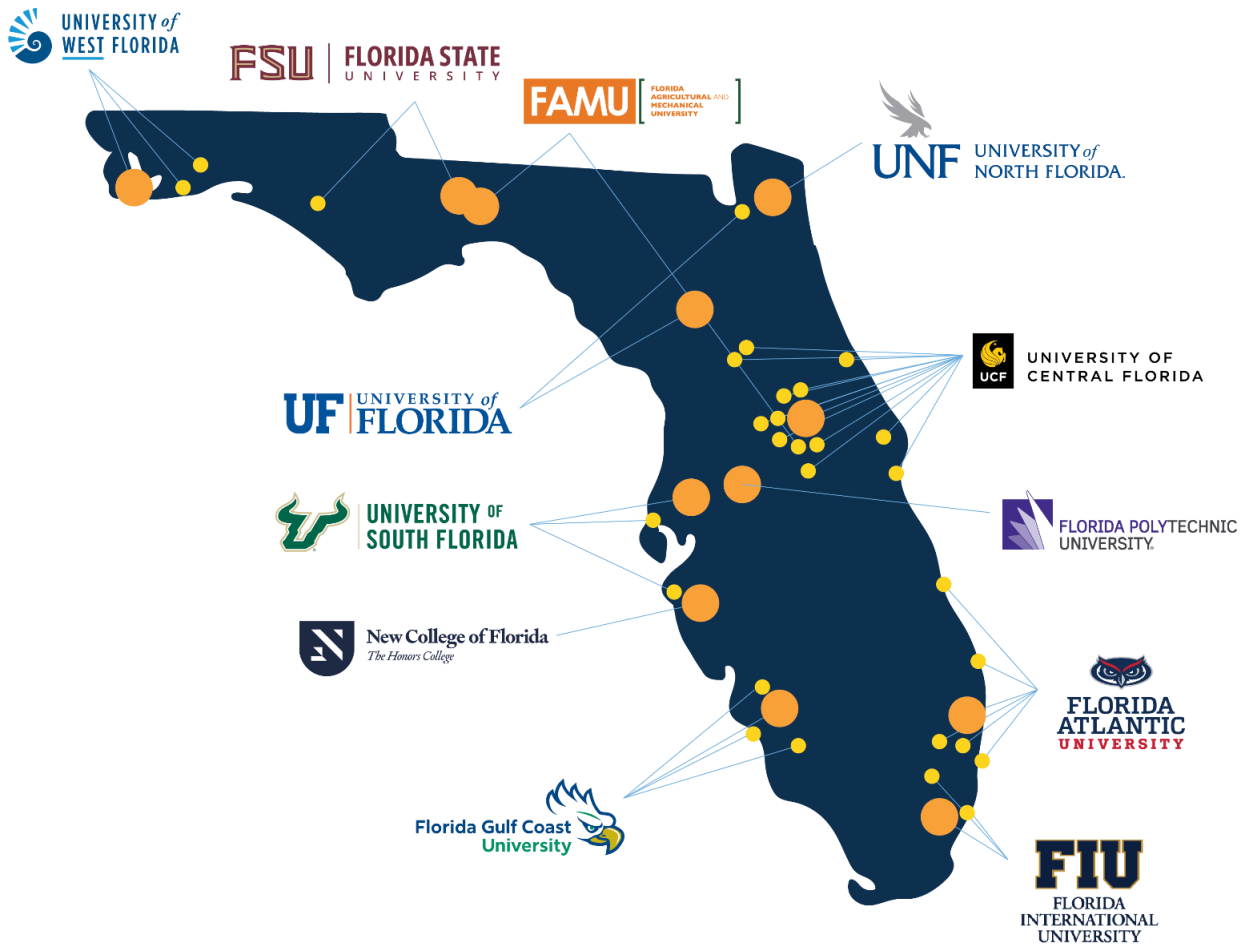 UNIVERSITY of
WEST FLORIDA
FSU
FLORIDA STATE
UNIVERSITY
FAMU
FLORIDA
AGRICULTURAL AND
MECHANICAL
UNIVERSITY
UNF
UNIVERSITY of
NORTH FLORIDA.
UCF
UNIVERSITY OF
CENTRAL FLORIDA
UF
UNIVERSITY of
FLORIDA
UNIVERSITY OF
SOUTH FLORIDA
FLORIDA POLYTECHNIC
UNIVERSITY
New College of Florida
The Honors College
FLORIDA
ATLANTIC
UNIVERSITY
Florida Gulf Coast
University
FIU
FLORIDA
INTERNATIONAL
UNIVERSITY